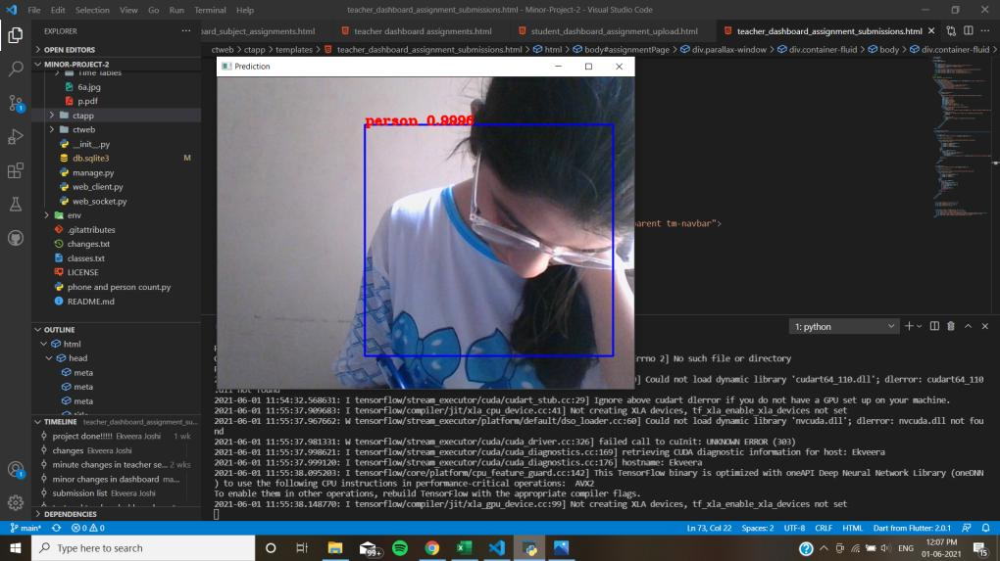 File Edit Selection View Go Run Terminal Help
teacher_dashboard_assignment_submissions.html - Minor-Project-2 - Visual Studio Code
EXPLORER ···
OPEN EDITORS
MINOR-PROJECT-2
Time Tables
6a.jpg
p.pdf
ctapp
ctweb
__init__.py
db.sqlite3 M
manage.py
web_client.py
web_socket.py
env
.gitattributes
changes.txt
classes.txt
LICENSE
phone and person count.py
README.md
OUTLINE
html
head
meta
meta
meta
TIMELINE teacher_dashboard_assignment_su...
project done!!!!! Ekveera Joshi 1 wk
changes Ekveera Joshi
minute changes in teacher se... 2 wks
minor changes in dashboard ma...
submission list Ekveera Joshi
DEPENDENCIES
ard_subject_assignments.html
teacher dashboard assignments.html
student_dashboard_assignment_upload.html
teacher_dashboard_assignment_submissions.html
ctweb > ctapp > templates > teacher_dashboard_assignment_submissions.html > html > body#assignmentPage > div.parallax-window > div.container-fluid > body > div.container-fluid >
Prediction
person 0.9996
parent tm-navbar">
1: python
rrno 2] No such file or directory
] Could not load dynamic library 'cudart64_110.dll'; dlerror: cudart64_110
.dll not found
2021-06-01 11:54:32.568631: I tensorflow/stream_executor/cuda/cudart_stub.cc:29] Ignore above cudart dlerror if you do not have a GPU set up on your machine.
2021-06-01 11:55:37.909683: I tensorflow/compiler/jit/xla_cpu_device.cc:41] Not creating XLA devices, tf_xla_enable_xla_devices not set
2021-06-01 11:55:37.967662: W tensorflow/stream_executor/platform/default/dso_loader.cc:60] Could not load dynamic library 'nvcuda.dll'; dlerror: nvcuda.dll not fou
nd
2021-06-01 11:55:37.981331: W tensorflow/stream_executor/cuda/cuda_driver.cc:326] failed call to cuInit: UNKNOWN ERROR (303)
2021-06-01 11:55:37.998621: I tensorflow/stream_executor/cuda/cuda_diagnostics.cc:169] retrieving CUDA diagnostic information for host: Ekveera
2021-06-01 11:55:37.999120: I tensorflow/stream_executor/cuda/cuda_diagnostics.cc:176] hostname: Ekveera
2021-06-01 11:55:38.095203: I tensorflow/core/platform/cpu_feature_guard.cc:142] This TensorFlow binary is optimized with oneAPI Deep Neural Network Library (oneDNN
) to use the following CPU instructions in performance-critical operations:  AVX2
To enable them in other operations, rebuild TensorFlow with the appropriate compiler flags.
2021-06-01 11:55:38.148770: I tensorflow/compiler/jit/xla_gpu_device.cc:99] Not creating XLA devices, tf_xla_enable_xla_devices not set
main* 0 0
Ln 73, Col 22 Spaces: 2 UTF-8 CRLF HTML Dart from Flutter: 2.0.1
Type here to search
99+
ENG
12:07 PM
01-06-2021
15